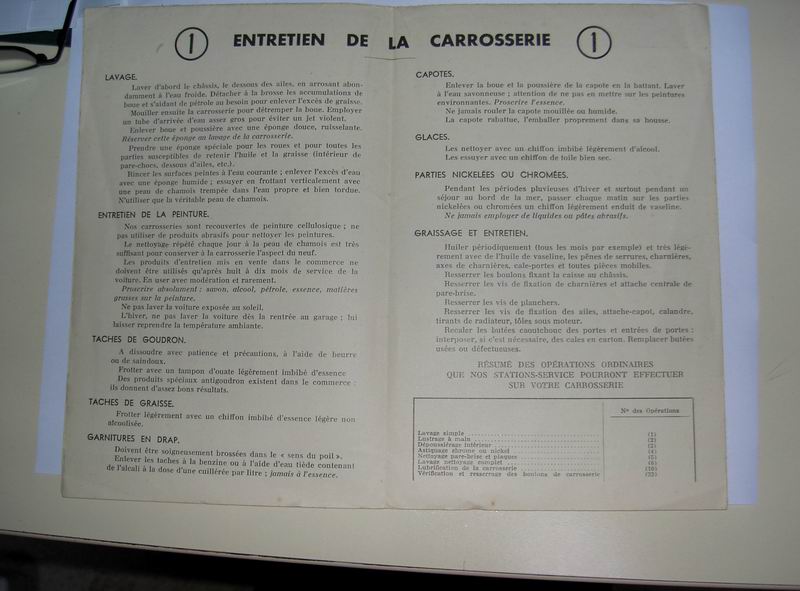 1 ENTRETIEN DE LA CARROSSERIE 1
LAVAGE.
Laver d'abord le châssis, le dessous des ailes, en arrosant abon-
damment à l'eau froide. Détacher à la brosse les accumulations de
boue et s'aidant de pétrole au besoin pour enlever l'excès de graisse.
Mouiller ensuite la carrosserie pour détremper la boue. Employer
un tube d'arrivée d'eau assez gros pour éviter un jet violent.
Enlever boue et poussière avec une éponge douce, ruisselante.
Réserver cette éponge au lavage de la carrosserie.
Prendre une éponge spéciale pour les roues et pour toutes les
parties susceptibles de retenir l'huile et la graisse (intérieur de
pare-chocs, dessous d'ailes, etc.).
Rincer les surfaces peintes à l'eau courante ; enlever l'excès d'eau
avec une éponge humide ; essuyer en frottant verticalement avec
une peau de chamois trempée dans l'eau propre et bien tordue.
N'utiliser que la véritable peau de chamois.
ENTRETIEN DE LA PEINTURE.
Nos carrosseries sont recouvertes de peinture cellulosique ; ne
pas utiliser de produits abrasifs pour nettoyer les peintures.
Le nettoyage répété chaque jour à la peau de chamois est très
suffisant pour conserver à la carrosserie l'aspect du neuf.
Les produits d'entretien mis en vente dans le commerce ne
doivent être utilisés qu'après huit à dix mois de service de la
voiture. En user avec modération et rarement.
Proscrire absolument : savon, alcool, pétrole, essence, matières
grasses sur la peinture.
Ne pas laver la voiture exposée au soleil.
L'hiver, ne pas laver la voiture dès la rentrée au garage ; lui
laisser reprendre la température ambiante.
TACHES DE GOUDRON.
A dissoudre avec patience et précautions, à l'aide de beurre
ou de saindoux.
Frotter avec un tampon d'ouate légèrement imbibé d'essence
Des produits spéciaux antigoudron existent dans le commerce :
ils donnent d'assez bons résultats.
TACHES DE GRAISSE.
Frotter légèrement avec un chiffon imbibé d'essence légère non
alcoolisée.
GARNITURES EN DRAP.
Doivent être soigneusement brossées dans le « sens du poil ».
Enlever les taches à la benzine ou à l'aide d'eau tiède contenant
de l'alcali à la dose d'une cuillérée par litre ; jamais à l'essence.
CAPOTES.
Enlever la boue et la poussière de la capote en la battant. Laver
à l'eau savonneuse ; attention de ne pas en mettre sur les peintures
environnantes. Proscrire l'essence.
Ne jamais rouler la capote mouillée ou humide.
La capote rabattue, l'emballer proprement dans sa housse.
GLACES.
Les nettoyer avec un chiffon imbibé légèrement d'alcool.
Les essuyer avec un chiffon de toile bien sec.
PARTIES NICKELÉES OU CHROMÉES.
Pendant les périodes pluvieuses d'hiver et surtout pendant un
séjour au bord de la mer, passer chaque matin sur les parties
nickelées ou chromées un chiffon légèrement enduit de vaseline.
Ne jamais employer de liquides ou pâtes abrasifs.
GRAISSAGE ET ENTRETIEN.
Huiler périodiquement (tous les mois par exemple) et très légè-
rement avec de l'huile de vaseline, les pênes de serrures, charnières,
axes de charnières, cale-portes et toutes pièces mobiles.
Resserrer les boulons fixant la caisse au châssis.
Resserrer les vis de fixation de charnières et attache centrale de
pare-brise.
Resserrer les vis de planchers.
Resserrer les vis de fixation des ailes, attache-capot, calandre,
tirants de radiateur, tôles sous moteur.
Recaler les butées caoutchouc des portes et entrées de portes :
interposer, si c'est nécessaire, des cales en carton. Remplacer butées
usées ou défectueuses.
RÉSUMÉ DES OPÉRATIONS ORDINAIRES
QUE NOS STATIONS-SERVICE POURRONT EFFECTUER
SUR VOTRE CARROSSERIE
Nos des Opérations
Lavage simple (1)
Lustrage à main (2)
Dépoussiérage intérieur (3)
Astiquage chrome ou nickel (4)
Nettoyage pare-brise et plaques (5)
Lavage nettoyage complet (6)
Lubrification de la carrosserie (10)
Vérification et resserrage des boulons de carrosserie (23)